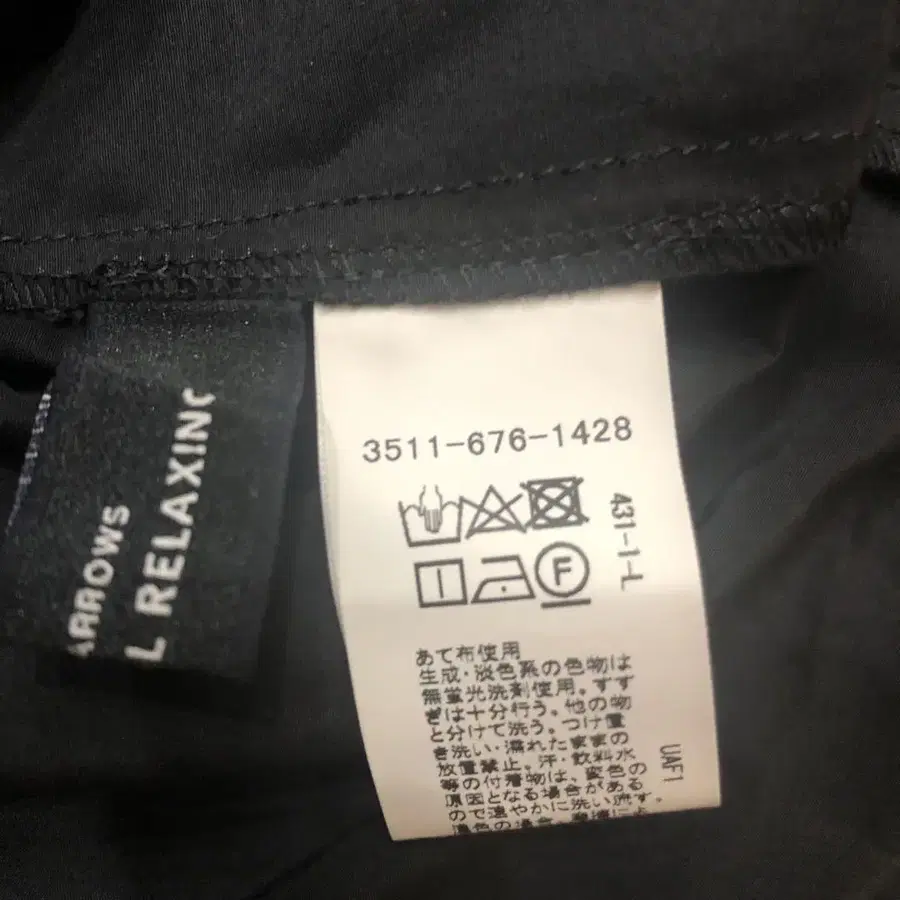 ARROWS
L RELAXING
3511-676-1428
431-1-L
F
あて布使用
生成・淡色系の色物は
無蛍光洗剤使用。すす
ぎは十分行う。他の物
と分けて洗う。つけ置
き洗い・濡れたままの
放置禁止。汗・飲料水
等の付着物は、変色の
原因となる場合がある
ので速やかに洗い流す。
濃色の場合、
UAF1